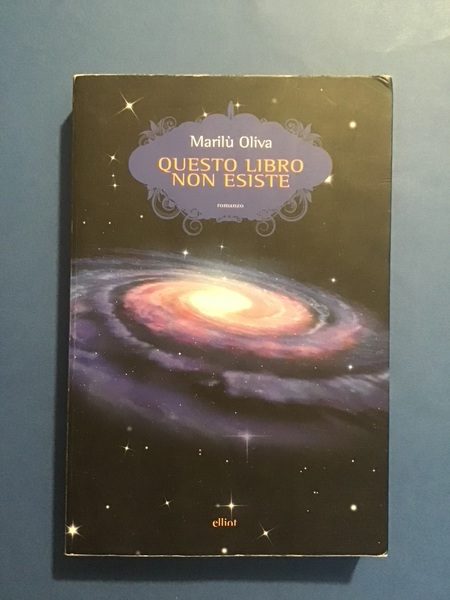 Marilù Oliva
QUESTO LIBRO
NON ESISTE
romanzo
elliot